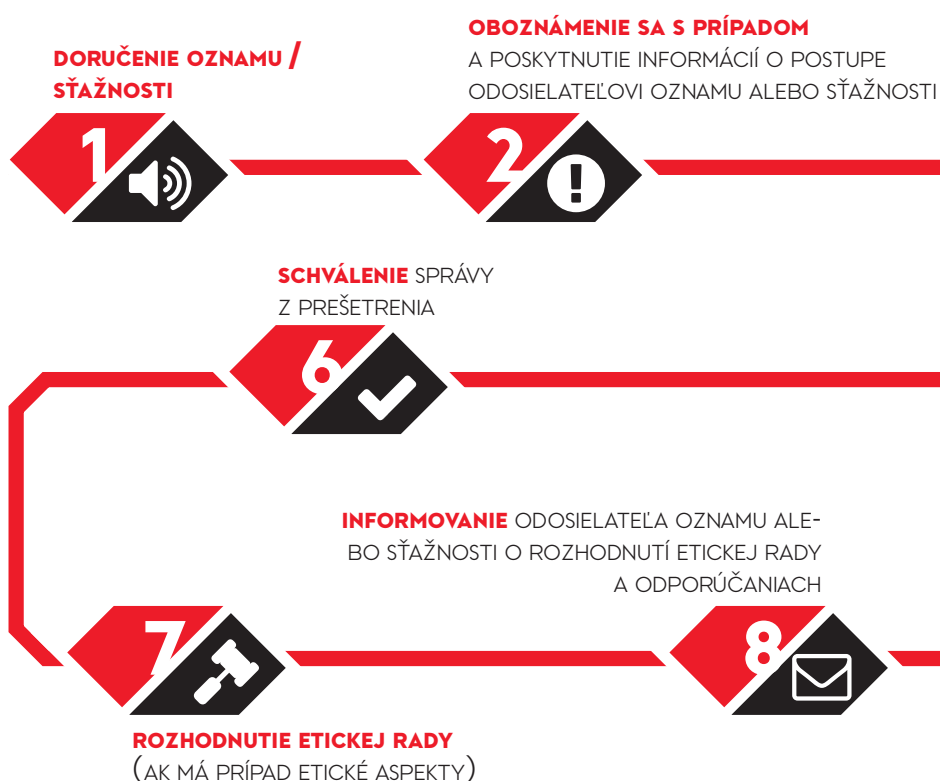 DORUČENIE OZNAMU /
SŤAŽNOSTI
1
OBOZNÁMENIE SA S PRÍPADOM
A POSKYTNUTIE INFORMÁCIÍ O POSTUPE
ODOSIELATEĽOVI OZNAMU ALEBO SŤAŽNOSTI
2
SCHVÁLENIE SPRÁVY
Z PREŠETRENIA
6
7
ROZHODNUTIE ETICKEJ RADY
(AK MÁ PRÍPAD ETICKÉ ASPEKTY)
INFORMOVANIE ODOSIELATEĽA OZNAMU ALE-
BO SŤAŽNOSTI O ROZHODNUTÍ ETICKEJ RADY
A ODPORÚČANIACH
8